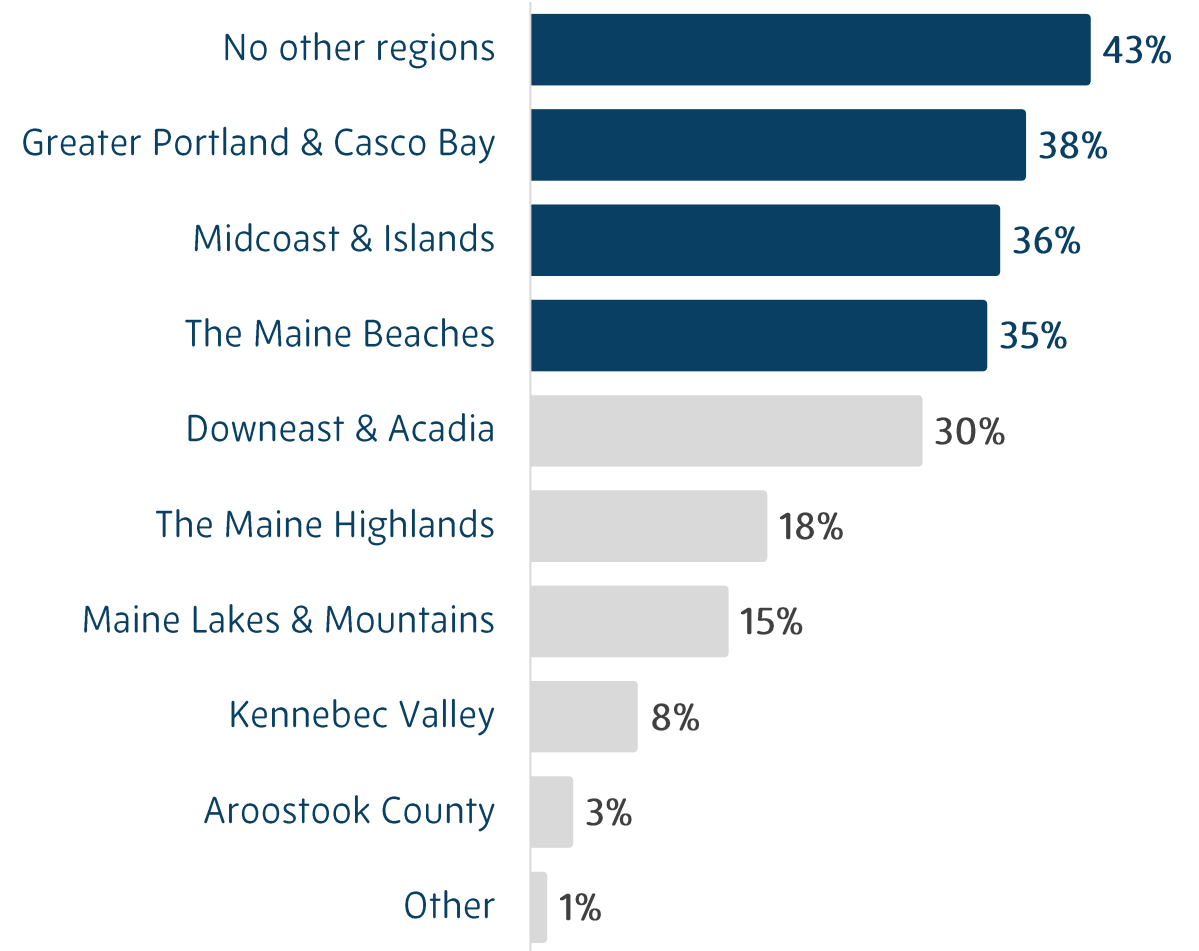 No other regions 43%
Greater Portland & Casco Bay 38%
Midcoast & Islands 36%
The Maine Beaches 35%
Downeast & Acadia 30%
The Maine Highlands 18%
Maine Lakes & Mountains 15%
Kennebec Valley 8%
Aroostook County 3%
Other 1%